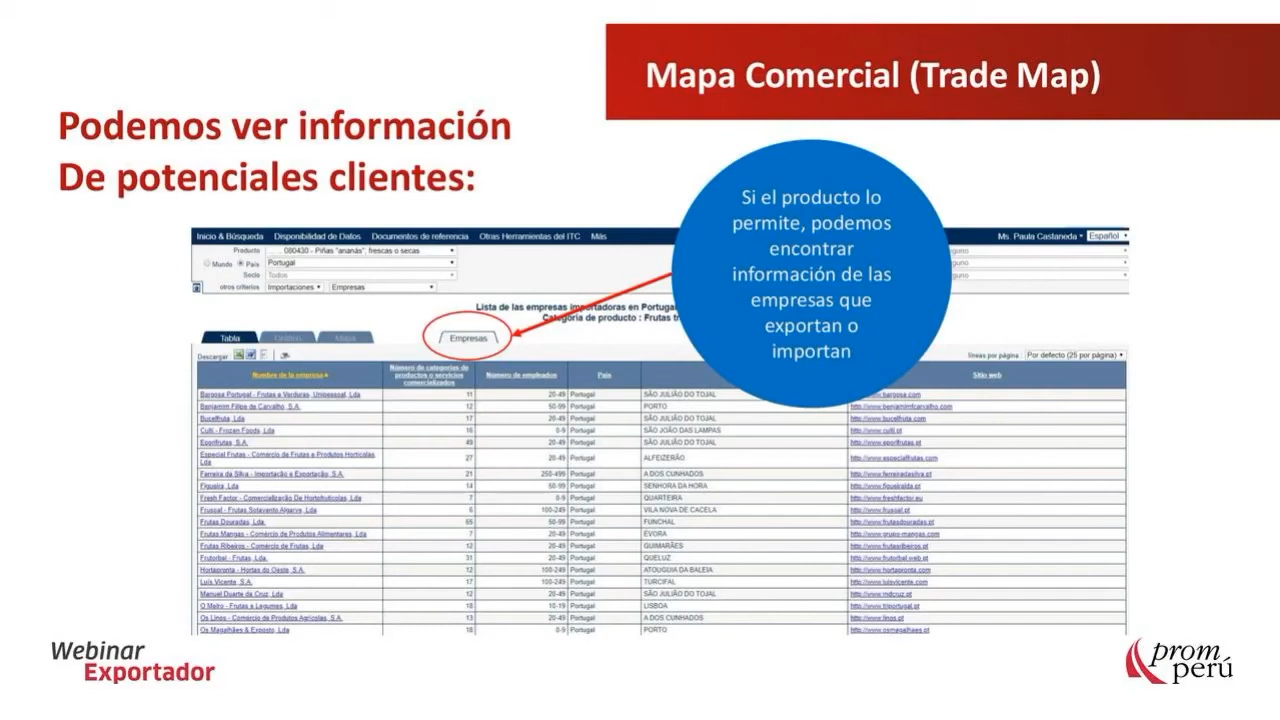 Mapa Comercial (Trade Map)
Podemos ver información
De potenciales clientes:
Si el producto lo
permite, podemos
encontrar
información de las
empresas que
exportan o
importan
Inicio & Búsqueda Disponibilidad de Datos Documentos de referencia Otras Herramientas del ITC Más Ms. Paula Castaneda Español
Producto 080430 - Piñas "ananás", frescas o secas
Mundo País Portugal
Socio Todos
otros criterios Importaciones Empresas
Lista de las empresas importadoras en Portuga
Categoría de producto : Frutas tr
Tabla Gráfico Mapa Empresas
Descargar líneas por página Por defecto (25 por página)
Nombre de la empresa Número de categorías de productos o servicios comercializados Número de empleados País Sitio web
Baroosa Portugal - Frutas e Verduras, Unipessoal, Lda 11 20-49 Portugal SÃO JULIÃO DO TOJAL
Benjamim Filipe da Carvalho, S.A. 12 50-99 Portugal PORTO http://www.benjamimfcarvalho.com
Bucelfruta, Lda 17 20-49 Portugal SÃO JULIÃO DO TOJAL http://www.bucelfruta.com
Culti - Frozen Foods, Lda 16 0-9 Portugal SÃO JOÃO DAS LAMPAS http://www.culti.pt
Eporifrutas, S.A. 49 20-49 Portugal SÃO JULIÃO DO TOJAL
Especial Frutas - Comércio de Frutas e Produtos Hortícolas
Lda 27 20-49 Portugal ALFEIZERÃO http://www.especialfrutas.com
Ferreira da Silva - Importação e Exportação, S.A. 21 250-499 Portugal A DOS CUNHADOS http://www.ferreiradasilva.pt
Figueira, Lda 14 50-99 Portugal SENHORA DA HORA
Fresh Factor - Comercialização De Hortofrutícolas, Lda 7 0-9 Portugal QUARTEIRA http://www.freshfactor.eu
Frusoal - Frutas Sotavento Algarve, Lda 6 100-249 Portugal VILA NOVA DE CACELA http://www.frusoal.pt
Frutas Douradas, Lda. 65 50-99 Portugal FUNCHAL http://www.frutasdouradas.pt
Frutas Mangas - Comércio de Produtos Alimentares, Lda 7 20-49 Portugal EVORA http://www.grupo-mangas.com
Frutas Ribeiros - Comércio de Frutas, Lda 12 20-49 Portugal GUIMARÃES http://www.frutasribeiros.pt
Frutorbel - Frutas, Lda. 31 20-49 Portugal QUELUZ http://www.frutorbel.web.pt
Hortapronta - Hortas do Oeste, S.A. 12 100-249 Portugal ATOUGUIA DA BALEIA http://www.hortapronta.com
Luís Vicente, S.A. 17 100-249 Portugal TURCIFAL http://www.luisvicente.com
Manuel Duarte da Cruz, Lda 12 20-49 Portugal SÃO JULIÃO DO TOJAL http://www.mdcruz.pt
O Melro - Frutas e Legumes, Lda 18 10-19 Portugal LISBOA http://www.triportugal.pt
Os Linos - Comércio de Produtos Agrícolas, S.A. 13 20-49 Portugal A DOS CUNHADOS http://www.linos.pt
Os Magalhães & Exposto, Lda 18 0-9 Portugal PORTO http://www.osmagalhaes.pt
Webinar
Exportador
prom
perú